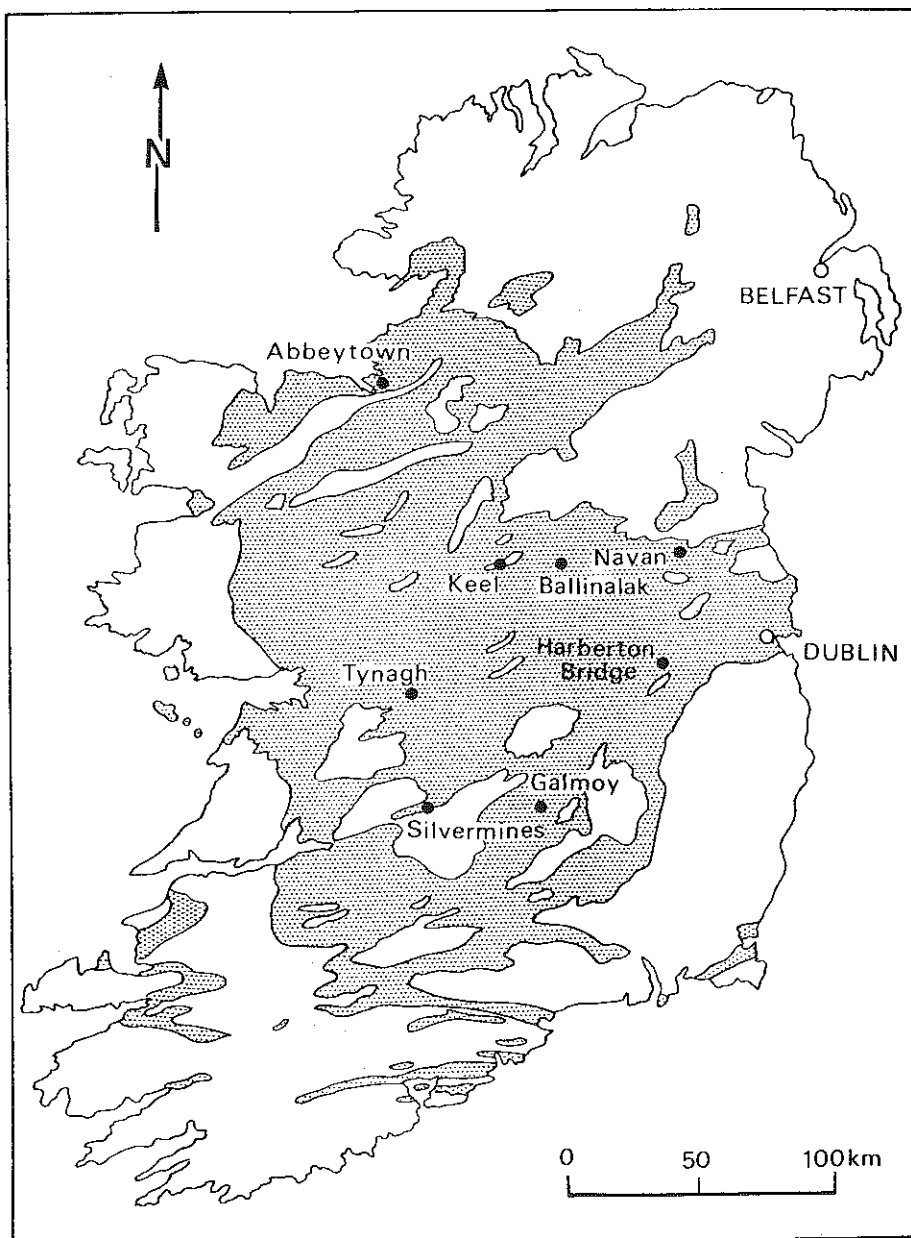 N
BELFAST
Abbeytown
Navan
Keel
Ballinalak
Harberton
Bridge
DUBLIN
Tynagh
Galmoy
Silvermines
0 50 100km